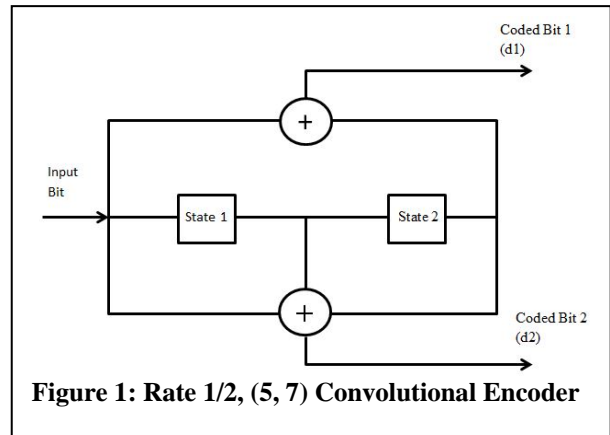 Coded Bit 1
(d1)
+
Input
Bit
State 1
State 2
+
Coded Bit 2
(d2)
Figure 1: Rate 1/2, (5, 7) Convolutional Encoder